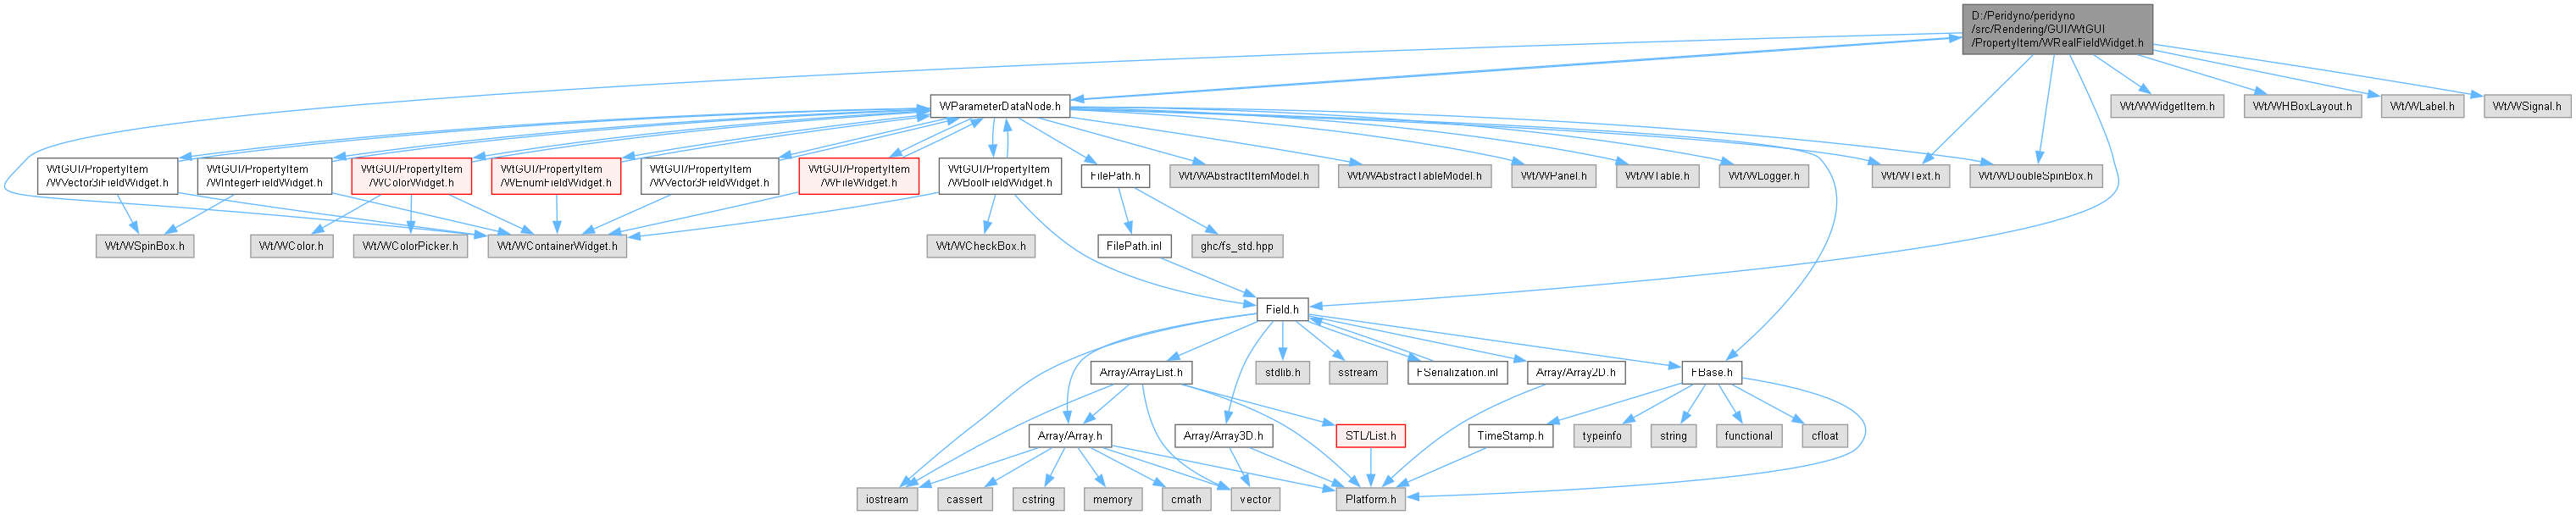 D:/Peridyno/peridyno
/src/Rendering/GUI/WtGUI
/PropertyItem/WRealFieldWidget.h
WParameterDataNode.h
Wt/WWidgetItem.h
Wt/WHBoxLayout.h
Wt/WLabel.h
Wt/WSignal.h
WtGUI/PropertyItem
/WVector3iFieldWidget.h
WtGUI/PropertyItem
/WIntegerFieldWidget.h
WtGUI/PropertyItem
/WColorWidget.h
WtGUI/PropertyItem
/WEnumFieldWidget.h
WtGUI/PropertyItem
/WVector3FieldWidget.h
WtGUI/PropertyItem
/WFileWidget.h
WtGUI/PropertyItem
/WBoolFieldWidget.h
FilePath.h
Wt/WAbstractItemModel.h
Wt/WAbstractTableModel.h
Wt/WPanel.h
Wt/WTable.h
Wt/WLogger.h
Wt/WText.h
Wt/WDoubleSpinBox.h
Wt/WSpinBox.h
Wt/WColor.h
Wt/WColorPicker.h
Wt/WContainerWidget.h
Wt/WCheckBox.h
FilePath.inl
ghc/fs_std.hpp
Field.h
Array/ArrayList.h
stdlib.h
sstream
FSerialization.inl
Array/Array2D.h
FBase.h
Array/Array.h
Array/Array3D.h
STL/List.h
TimeStamp.h
typeinfo
string
functional
cfloat
iostream
cassert
cstring
memory
cmath
vector
Platform.h